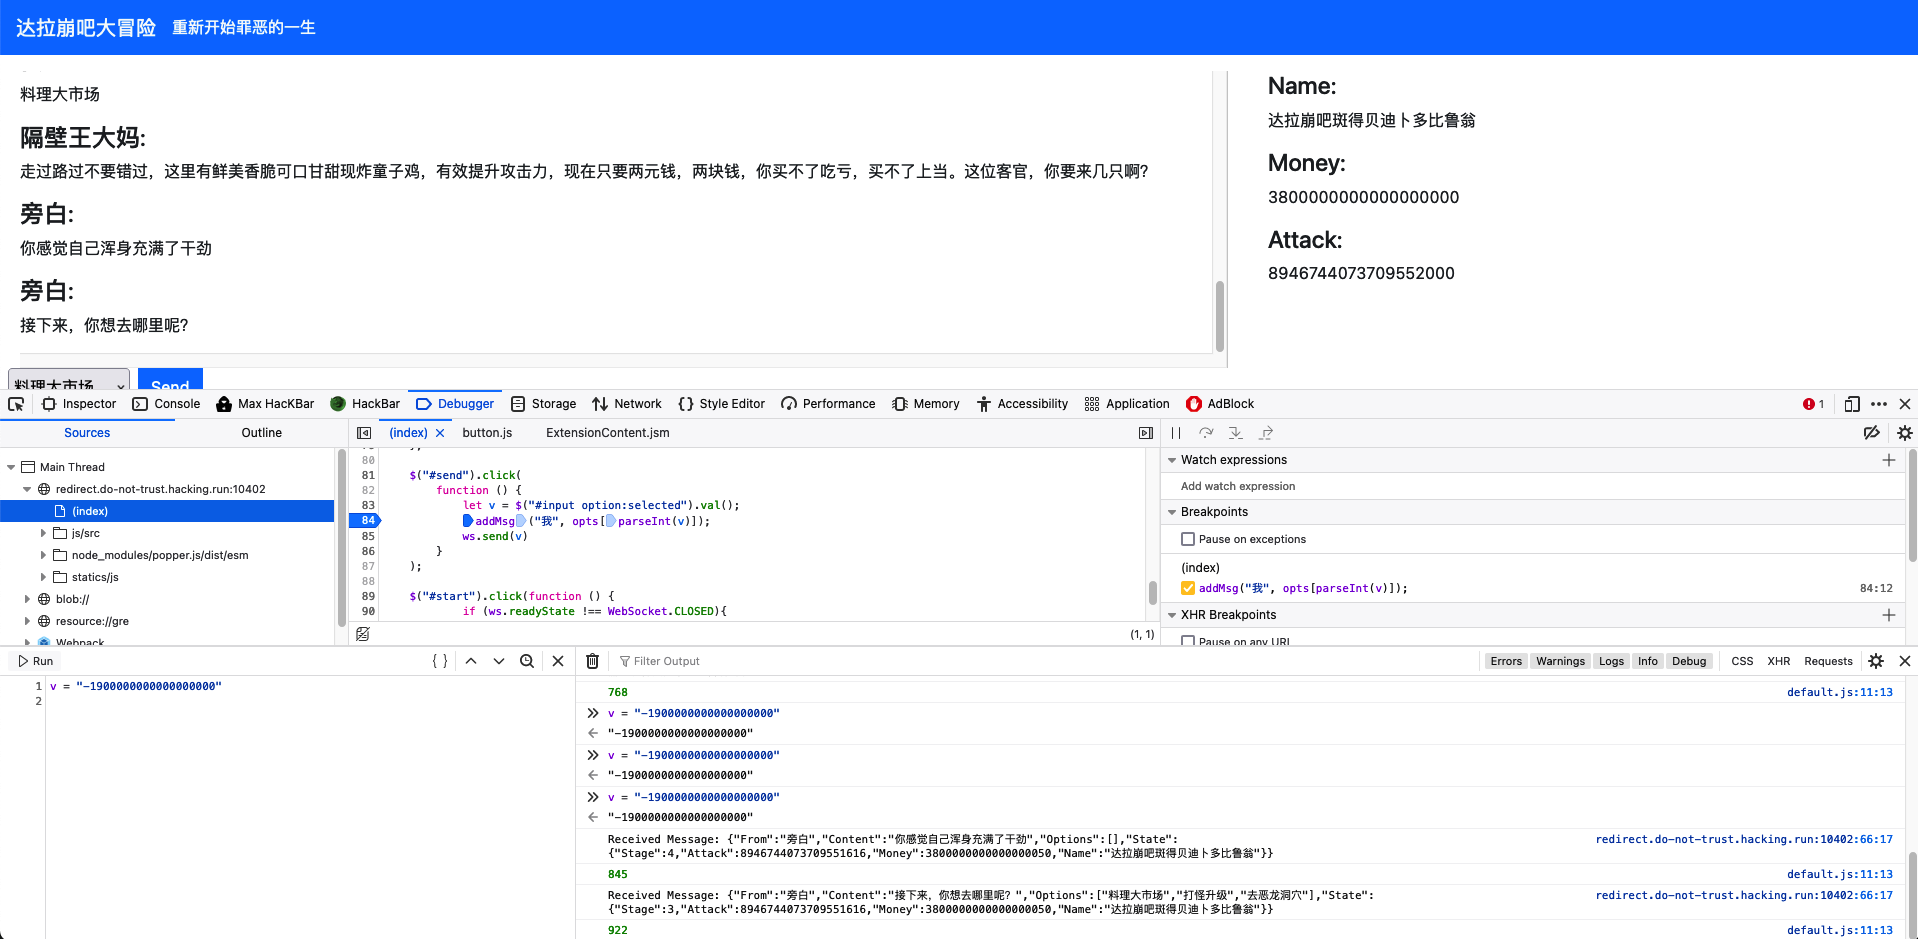 达拉崩吧大冒险 重新开始罪恶的一生
料理大市场
隔壁王大妈:
走过路过不要错过，这里有鲜美香脆可口甘甜现炸童子鸡，有效提升攻击力，现在只要两元钱，两块钱，你买不了吃亏，买不了上当。这位客官，你要来几只啊?
旁白:
你感觉自己浑身充满了干劲
旁白:
接下来，你想去哪里呢?
Name:
达拉崩吧斑得贝迪卜多比鲁翁
Money:
3800000000000000000
Attack:
8946744073709552000
料理大市场 Send
Inspector Console Max HacKBar HackBar Debugger Storage Network Style Editor Performance Memory Accessibility Application AdBlock 1
Sources Outline
Main Thread
redirect.do-not-trust.hacking.run:10402
(index)
js/src
node_modules/popper.js/dist/esm
statics/js
blob://
resource://gre
Webpack
(index) button.js ExtensionContent.jsm
80
81 $("#send").click(
82 function () {
83 let v = $("#input option:selected").val();
84 addMsg("我", opts[parseInt(v)]);
85 ws.send(v)
86 }
87 );
88
89 $("#start").click(function () {
90 if (ws.readyState !== WebSocket.CLOSED){
(1, 1)
Watch expressions
Add watch expression
Breakpoints
Pause on exceptions
(index)
addMsg("我", opts[parseInt(v)]); 84:12
XHR Breakpoints
Pause on any URL
Run
1 v = "-1900000000000000000"
2
Filter Output Errors Warnings Logs Info Debug CSS XHR Requests
768 default.js:11:13
v = "-1900000000000000000"
"-1900000000000000000"
v = "-1900000000000000000"
"-1900000000000000000"
v = "-1900000000000000000"
"-1900000000000000000"
Received Message: {"From":"旁白","Content":"你感觉自己浑身充满了干劲","Options":[],"State": redirect.do-not-trust.hacking.run:10402:66:17
{"Stage":4,"Attack":8946744073709551616,"Money":3800000000000000050,"Name":"达拉崩吧斑得贝迪卜多比鲁翁"}}
845 default.js:11:13
Received Message: {"From":"旁白","Content":"接下来，你想去哪里呢？","Options":["料理大市场","打怪升级","去恶龙洞穴"],"State": redirect.do-not-trust.hacking.run:10402:66:17
{"Stage":3,"Attack":8946744073709551616,"Money":3800000000000000050,"Name":"达拉崩吧斑得贝迪卜多比鲁翁"}}
922 default.js:11:13